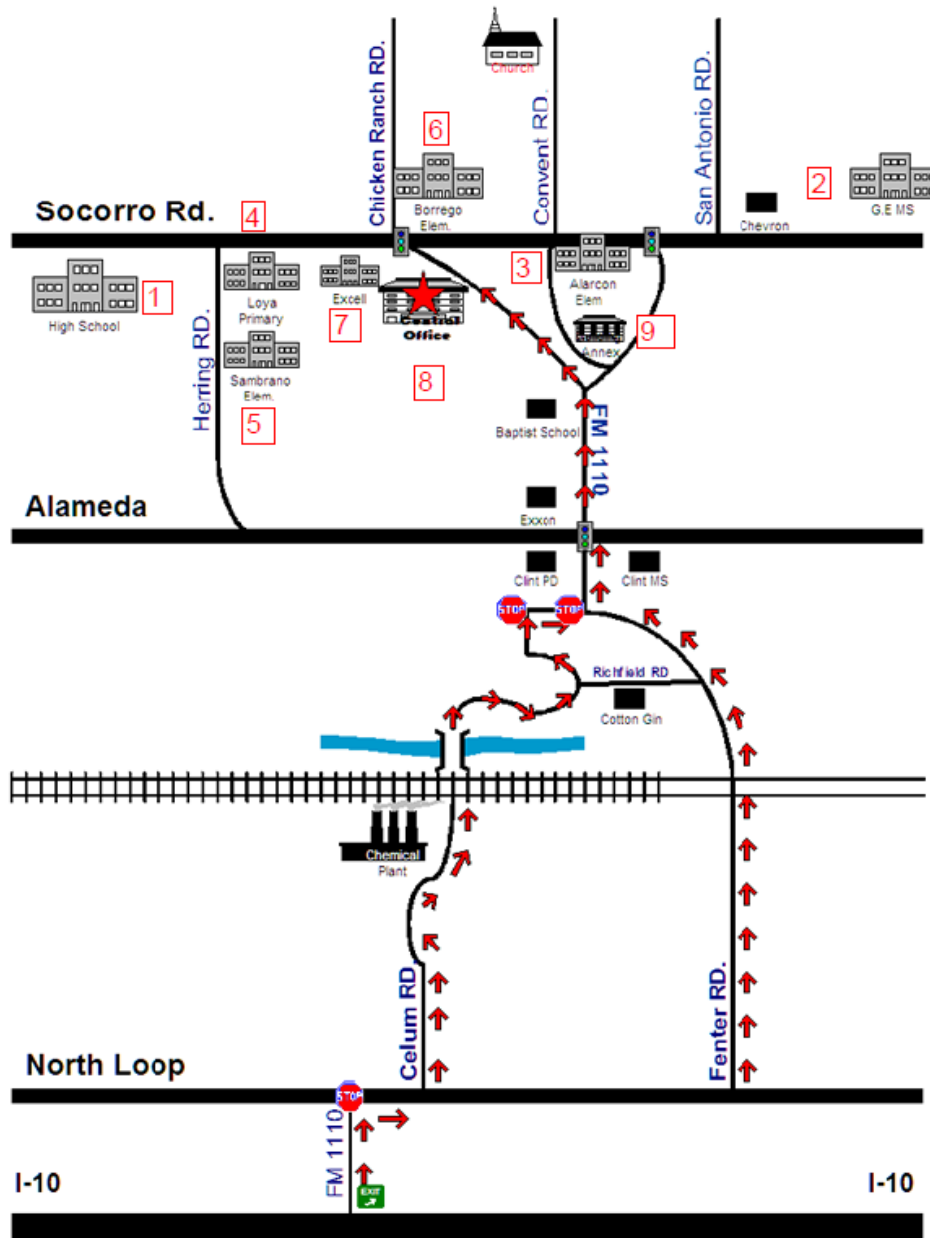 Church
Chicken Ranch RD.
Convent RD.
San Antonio RD.
6
2
Borrego
Elem.
G.E MS
Chevron
Socorro Rd.
4
1
High School
Loya
Primary
Excell
7
Central
Office
3
Alarcon
Elem
9
Annex
Herring RD.
Sambrano
Elem.
5
8
Baptist School
FM 1110
Exxon
Alameda
Clint PD
Clint MS
STOP
STOP
Richfield RD
Cotton Gin
Chemical
Plant
Celum RD.
Fenter RD.
North Loop
STOP
FM 1110
EXIT
I-10
I-10